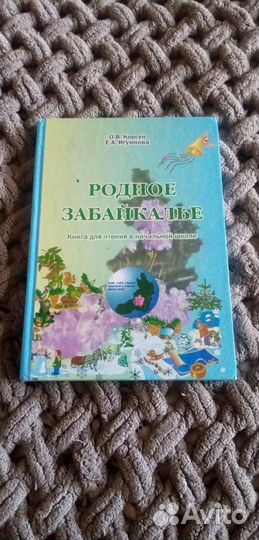 О.В. Корсун
Е.А. Игумнова
РОДНОЕ
ЗАБАЙКАЛЬЕ
Книга для чтения в начальной школе
Avito